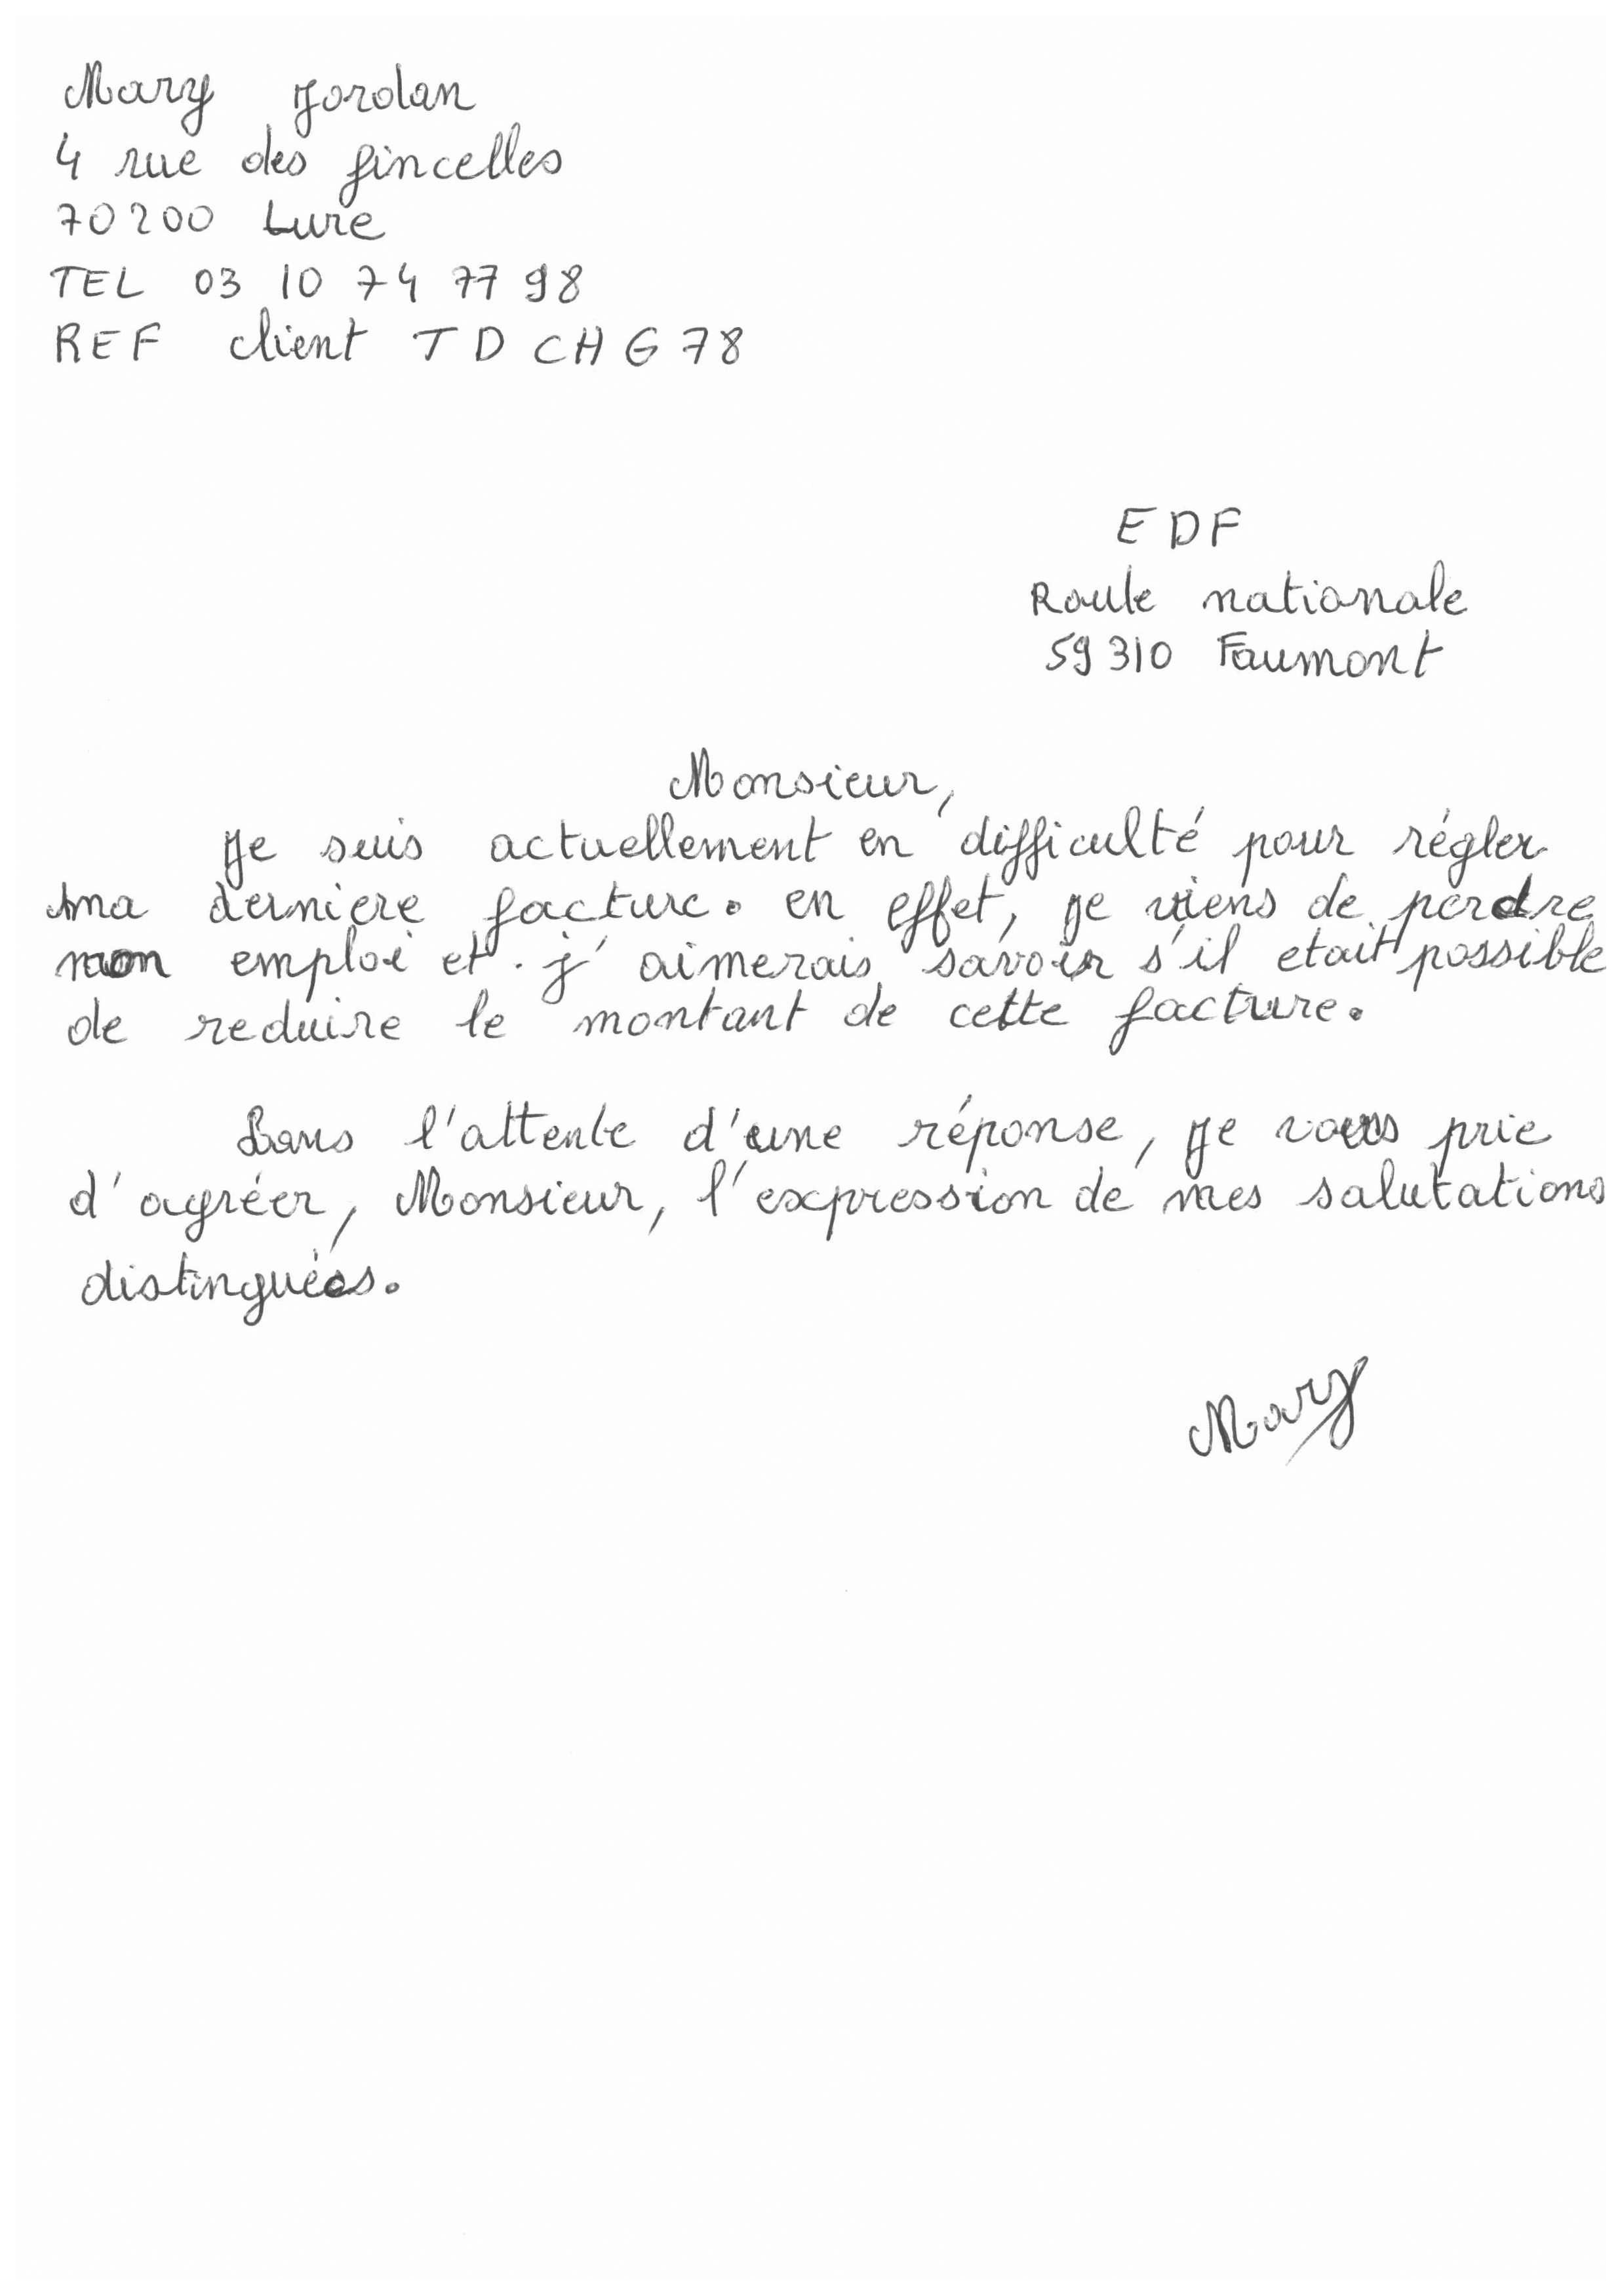 Mary Jordan
4 rue des fincelles
70200 Lure
TEL 03 10 74 77 98
REF client TDCHG78
EDF
Route nationale
59310 Faumont
Monsieur,
Je suis actuellement en difficulté pour régler
ma derniere facture. en effet, je viens de perdre
mon emploi et j'aimerais savoir s'il etait possible
de reduire le montant de cette facture.
Dans l'attente d'une réponse, je vous prie
d'agréer, Monsieur, l'expression de mes salutations
distinguées.
Mary